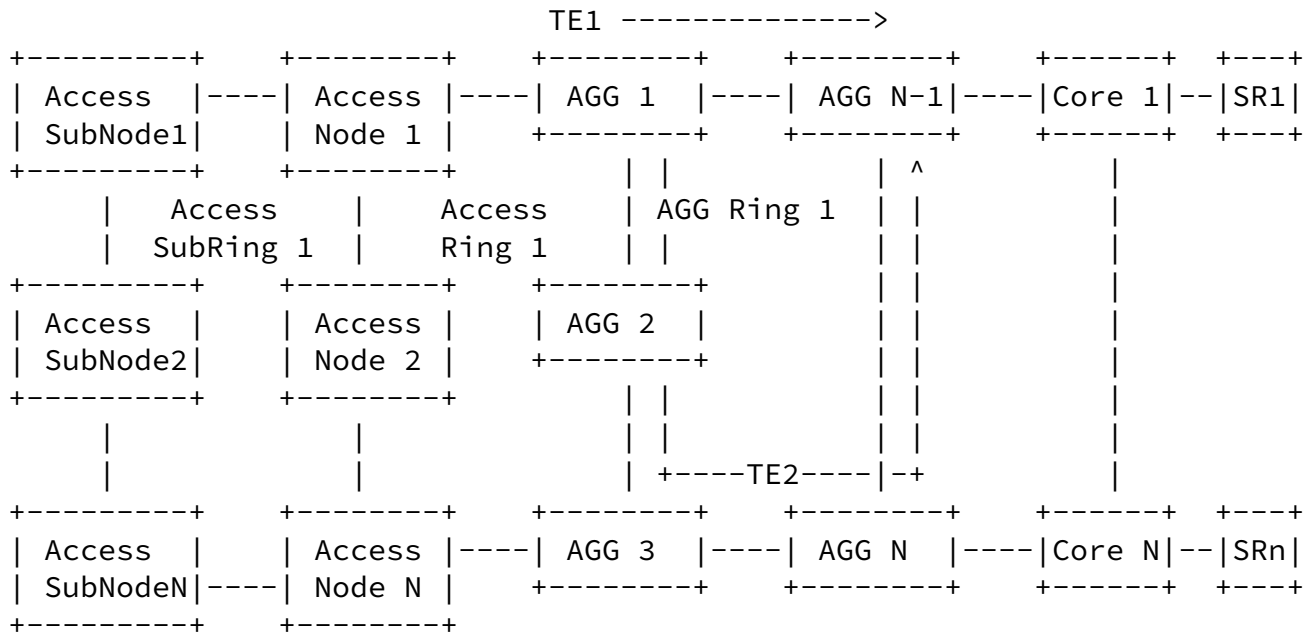 TE1 -------------->
+---------+    +--------+    +--------+    +--------+    +------+  +---+
| Access  |----| Access |----| AGG 1  |----| AGG N-1|----|Core 1|--|SR1|
| SubNode1|    | Node 1 |    +--------+    +--------+    +------+  +---+
+---------+    +--------+         | |           | ^          |
     |   Access      |    Access    | AGG Ring 1  | |          |
     |  SubRing 1  |   Ring 1    | |           | |          |
+---------+    +--------+    +--------+         | |          |
| Access  |    | Access |    | AGG 2  |         | |          |
| SubNode2|    | Node 2 |    +--------+         | |          |
+---------+    +--------+         | |           | |          |
     |             |              | |           | |          |
     |             |              | +----TE2----|-+          |
+---------+    +--------+    +--------+    +--------+    +------+  +---+
| Access  |    | Access |----| AGG 3  |----| AGG N  |----|Core N|--|SRn|
| SubNodeN|----| Node N |    +--------+    +--------+    +------+  +---+
+---------+    +--------+